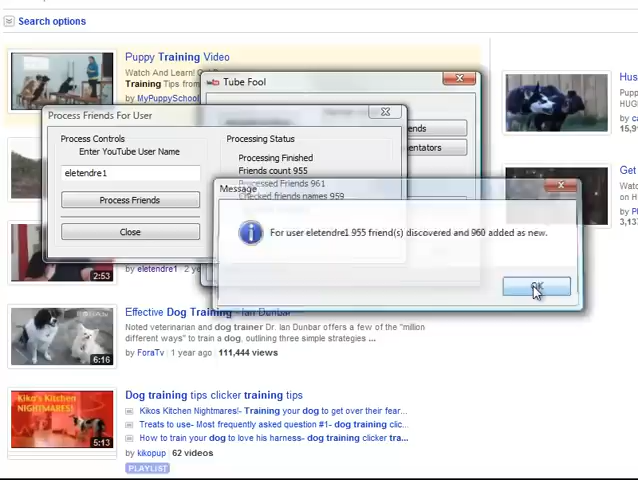 Search options
Puppy Training Video
Watch And Learn!
Training Tips from
by MyPuppySchool
Tube Fool
Process Friends For User
Process Controls
Enter YouTube User Name
eletendre1
Process Friends
Close
Processing Status
Processing Finished
Friends count 955
Processed Friends 961
Checked friends names 959
Message
For user eletendre1 955 friend(s) discovered and 960 added as new.
OK
2:53
by eletendre1
Effective Dog Training - Ian Dunbar
Noted veterinarian and dog trainer Dr. Ian Dunbar offers a few of the "million
different ways" to train a dog, outlining three simple strategies ...
by ForaTv 1 year ago 111,444 views
6:16
Kiko's Kitchen
NIGHTMARES!
5:13
Dog training tips clicker training tips
Kikos Kitchen Nightmares!- Training your dog to get over their fear...
Treats to use- Most frequently asked question #1- dog training clic...
How to train your dog to love his harness- dog training clicker tra...
by kikopup 62 videos
PLAYLIST
Hus
Get